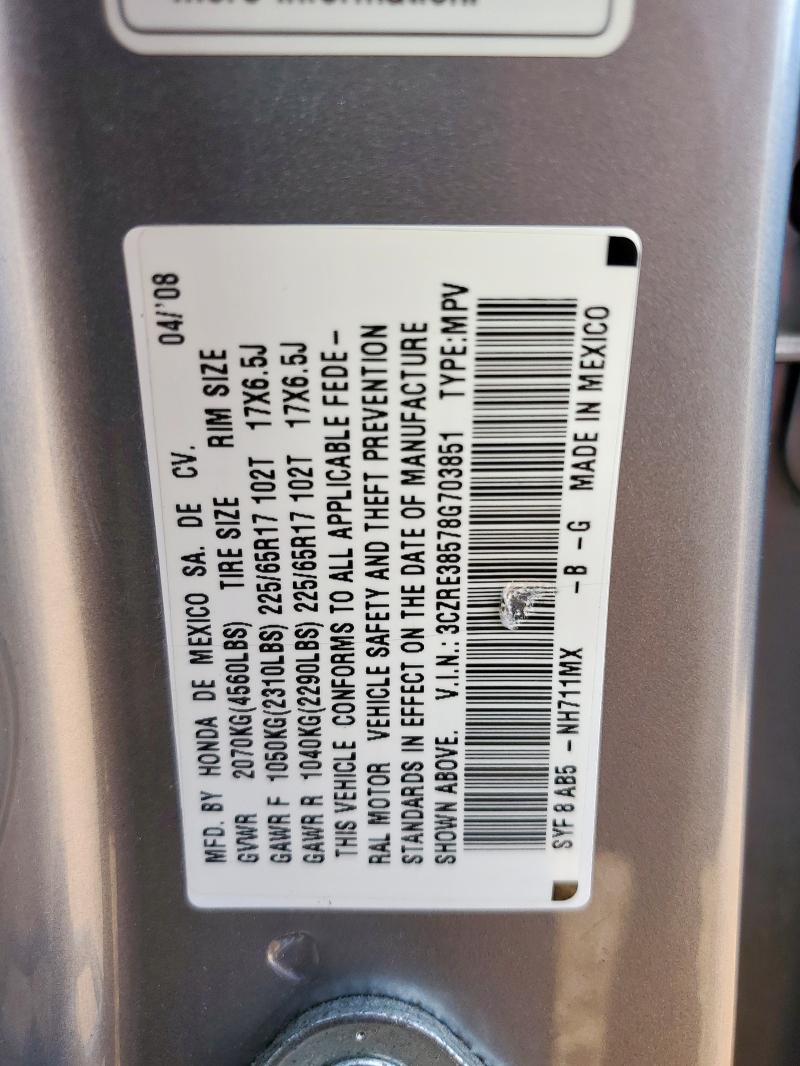 more information.
MFD. BY HONDA DE MEXICO SA. DE CV. 04/'08
GVWR 2070KG(4560LBS) TIRE SIZE RIM SIZE
GAWR F 1050KG(2310LBS) 225/65R17 102T 17X6.5J
GAWR R 1040KG(2290LBS) 225/65R17 102T 17X6.5J
THIS VEHICLE CONFORMS TO ALL APPLICABLE FEDE-
RAL MOTOR VEHICLE SAFETY AND THEFT PREVENTION
STANDARDS IN EFFECT ON THE DATE OF MANUFACTURE
SHOWN ABOVE. V.I.N.: 3CZRE38578G703851 TYPE:MPV
SYF 8 AB5 -NH711MX -B -G MADE IN MEXICO